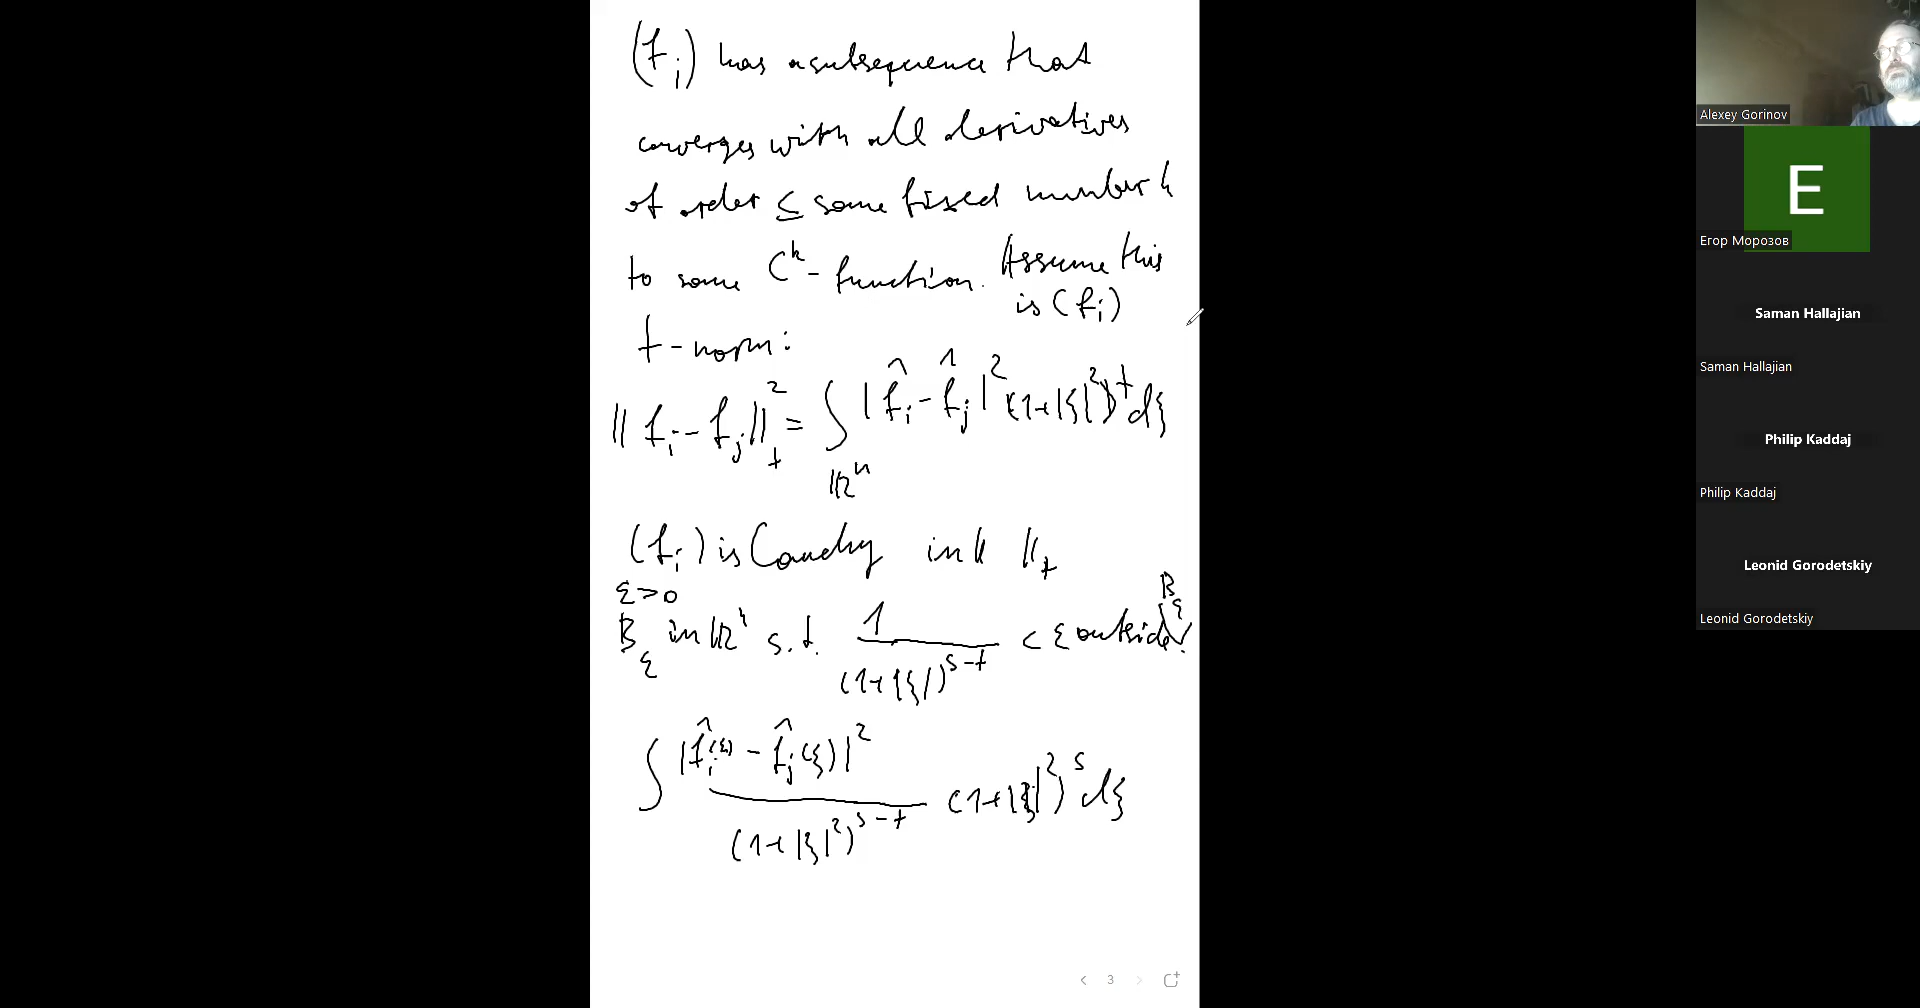 (f_i) has a subsequence that
converges with all derivatives
of order ≤ some fixed number k
to some C^k-function. Assume this
is (f_i)
t-norm:
‖f_i - f_j‖_t^2 = ∫_{ℝ^n} |f̂_i - f̂_j|^2 (1+|ξ|^2)^t dξ
(f_i) is Cauchy in ‖ ‖_t
ε>0
B_ε in ℝ^n s.t. 1/(1+|ξ|)^{s-t} < ε outside B_ε
∫ |f̂_i(ξ) - f̂_j(ξ)|^2/(1+|ξ|^2)^{s-t} (1+|ξ|^2)^s dξ
< 3 >
Alexey Gorinov
E
Егор Морозов
Saman Hallajian
Saman Hallajian
Philip Kaddaj
Philip Kaddaj
Leonid Gorodetskiy
Leonid Gorodetskiy